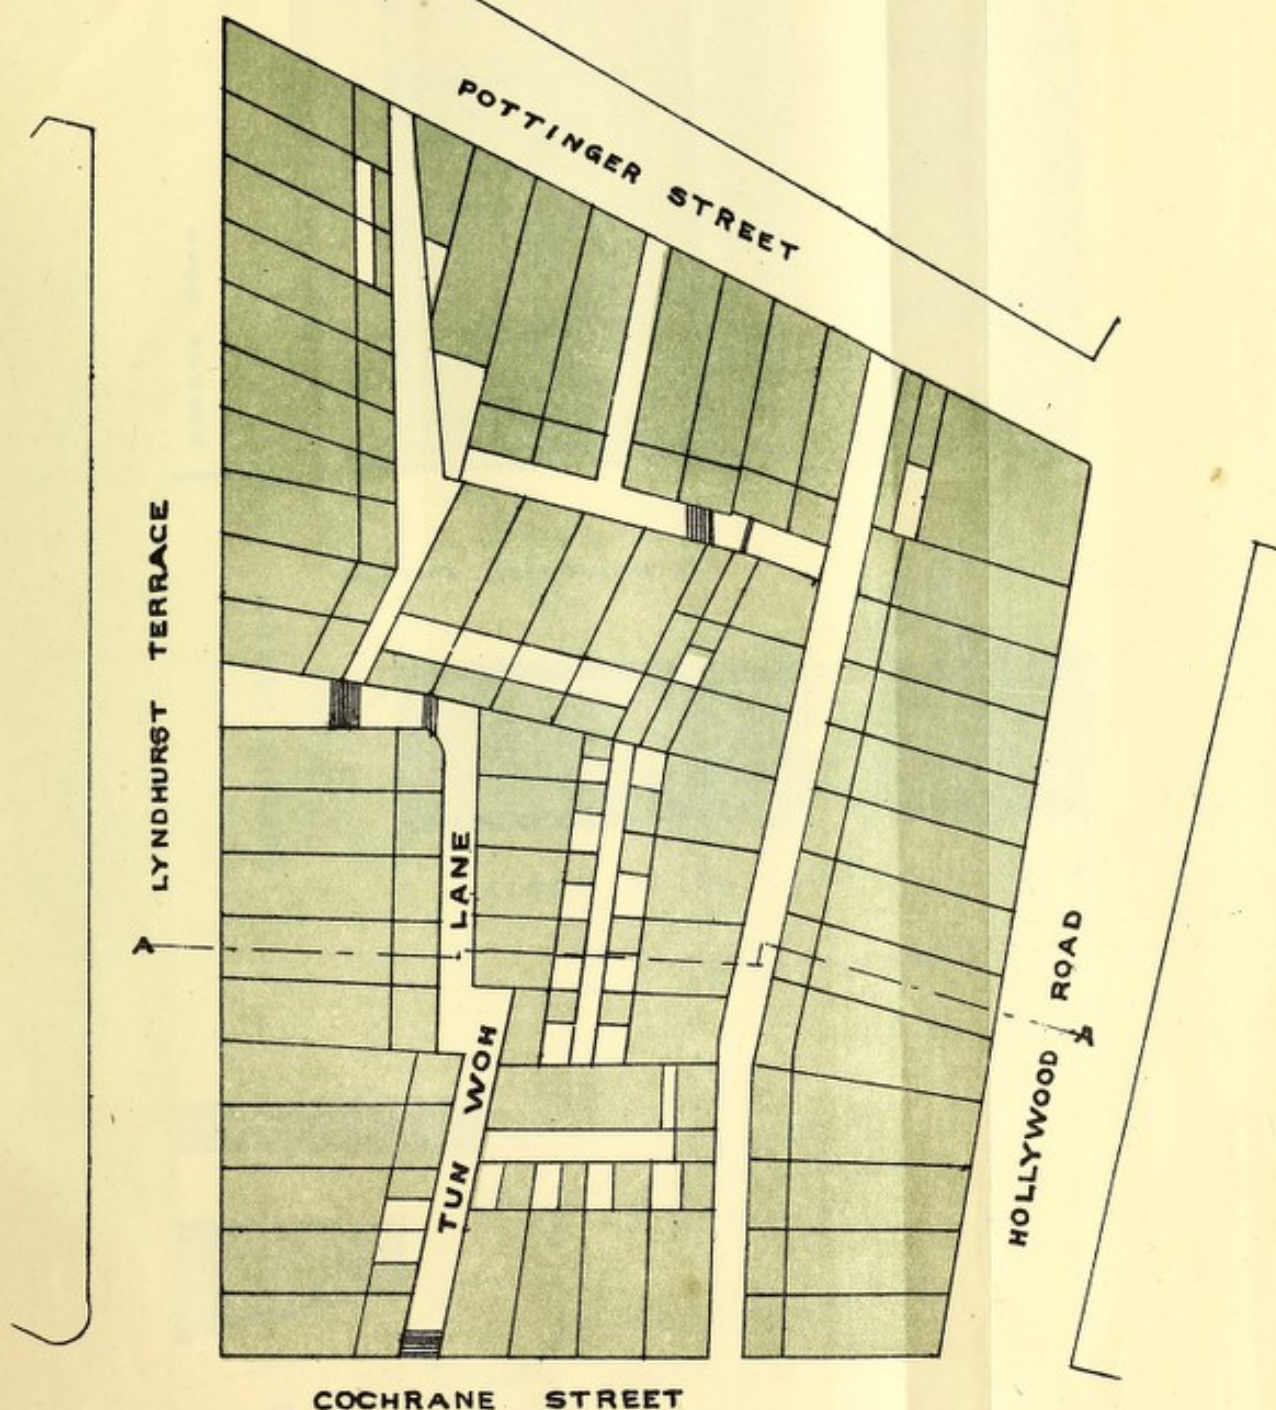 POTTINGER STREET
LYNDHURST TERRACE
TUN WOH LANE
HOLLYWOOD ROAD
A
A
COCHRANE STREET